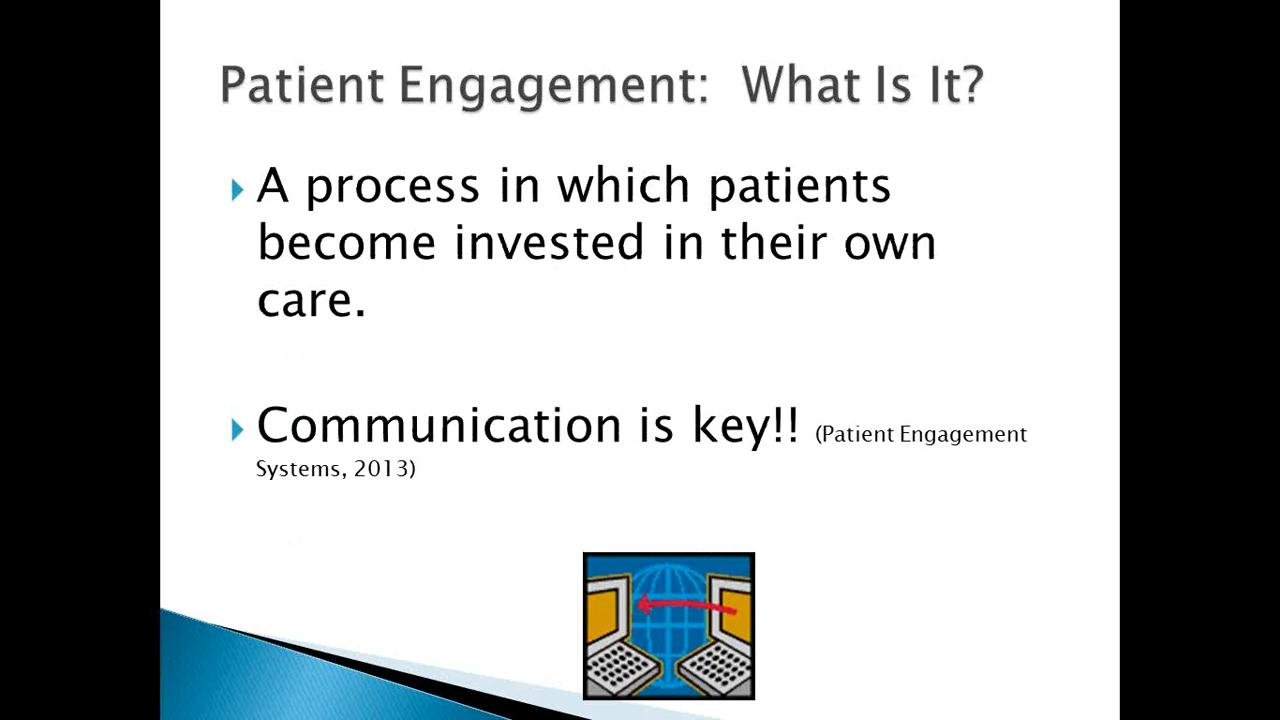 Patient Engagement:  What Is It?
A process in which patients
become invested in their own
care.
Communication is key!! (Patient Engagement
Systems, 2013)